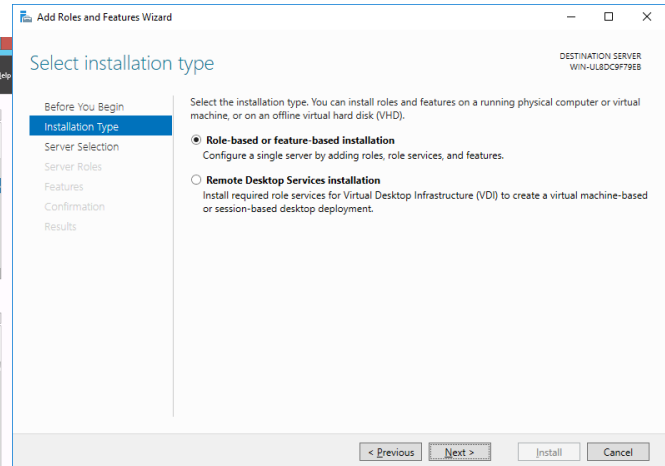 Add Roles and Features Wizard
Select installation type
DESTINATION SERVER
WIN-UL8DC9F79EB
Before You Begin
Installation Type
Server Selection
Server Roles
Features
Confirmation
Results
Select the installation type. You can install roles and features on a running physical computer or virtual
machine, or on an offline virtual hard disk (VHD).
Role-based or feature-based installation
Configure a single server by adding roles, role services, and features.
Remote Desktop Services installation
Install required role services for Virtual Desktop Infrastructure (VDI) to create a virtual machine-based
or session-based desktop deployment.
< Previous Next > Install Cancel